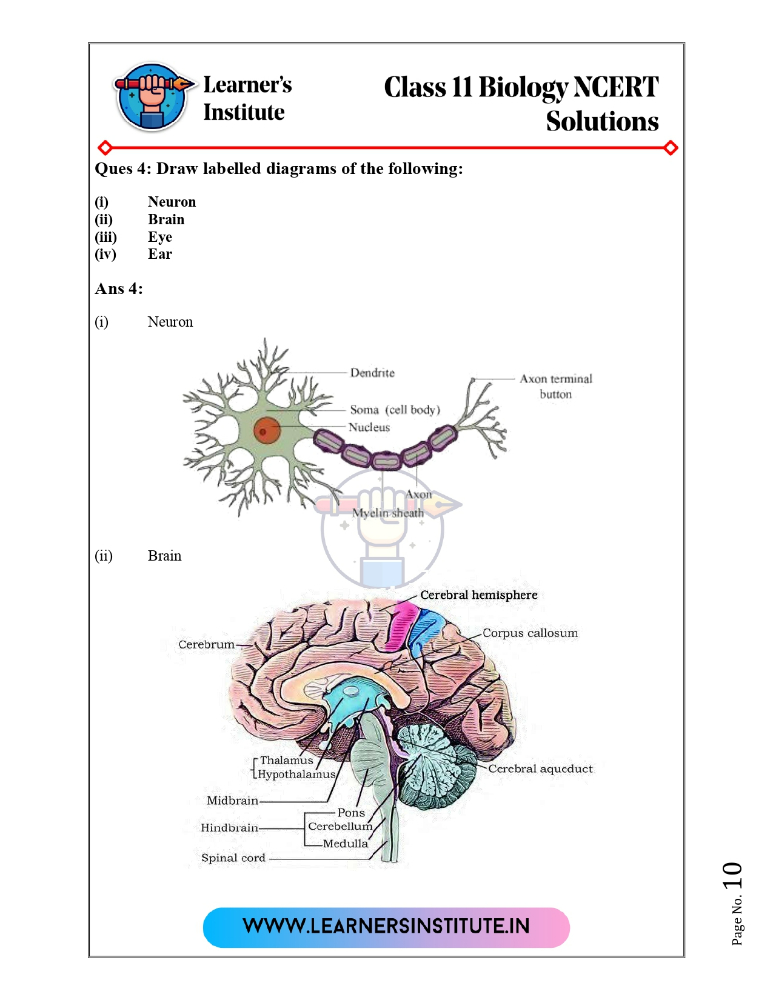 Learner's
Institute
Class 11 Biology NCERT
Solutions
Ques 4: Draw labelled diagrams of the following:
(i) Neuron
(ii) Brain
(iii) Eye
(iv) Ear
Ans 4:
(i) Neuron
Dendrite
Axon terminal
button
Soma (cell body)
Nucleus
Axon
Myelin sheath
(ii) Brain
Cerebral hemisphere
Corpus callosum
Cerebrum
Thalamus
Hypothalamus
Cerebral aqueduct
Midbrain
Pons
Hindbrain
Cerebellum
Medulla
Spinal cord
WWW.LEARNERSINSTITUTE.IN
Page No. 10